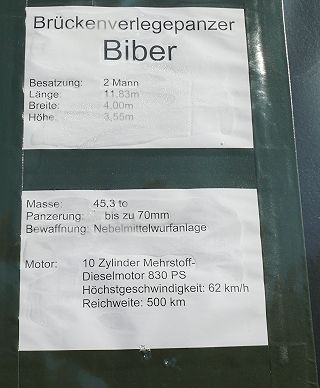 Brückenverlegepanzer
Biber
Besatzung: 2 Mann
Länge: 11,83m
Breite: 4,00m
Höhe: 3,55m
Masse: 45,3 to
Panzerung: bis zu 70mm
Bewaffnung: Nebelmittelwurfanlage
Motor: 10 Zylinder Mehrstoff-
Dieselmotor 830 PS
Höchstgeschwindigkeit: 62 km/h
Reichweite: 500 km